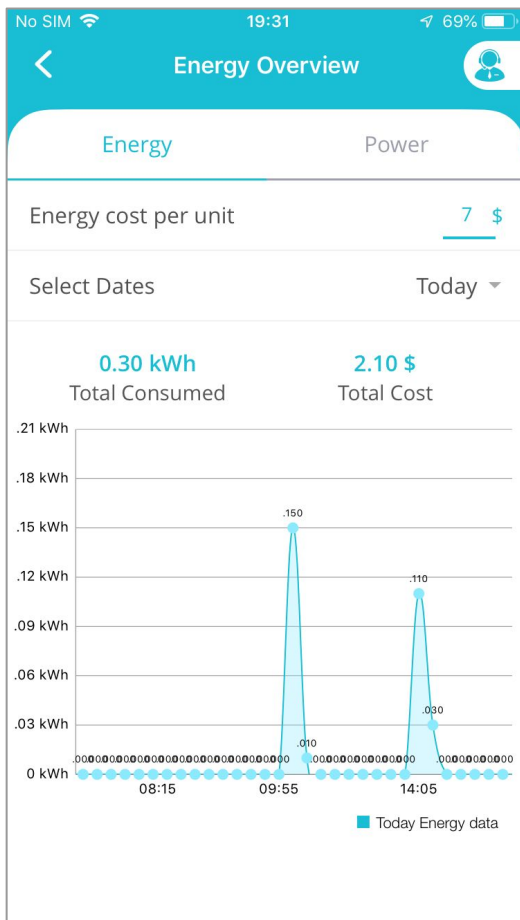 No SIM 19:31 69%
Energy Overview
Energy Power
Energy cost per unit 7 $
Select Dates Today
0.30 kWh 2.10 $
Total Consumed Total Cost
.21 kWh
.18 kWh
.150
.15 kWh
.12 kWh
.110
.09 kWh
.06 kWh
.030
.03 kWh
.010
0 kWh
08:15 09:55 14:05
Today Energy data